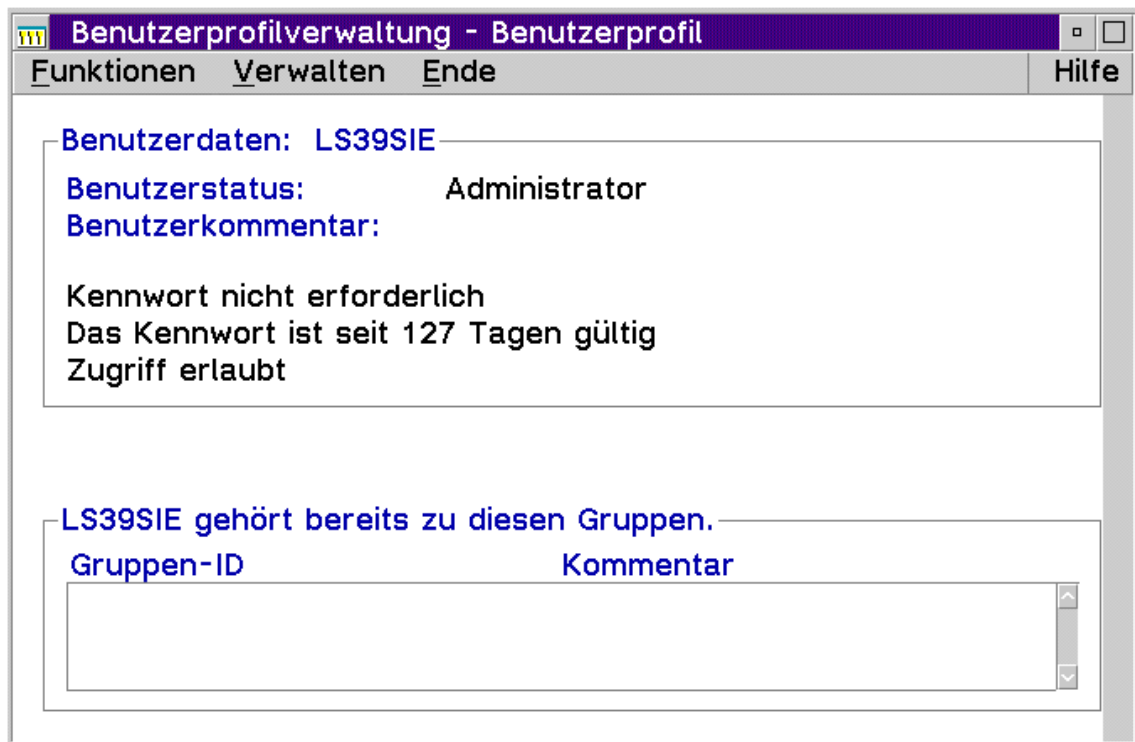 Benutzerprofilverwaltung - Benutzerprofil
Funktionen Verwalten Ende Hilfe
Benutzerdaten: LS39SIE
Benutzerstatus: Administrator
Benutzerkommentar:
Kennwort nicht erforderlich
Das Kennwort ist seit 127 Tagen gültig
Zugriff erlaubt
LS39SIE gehört bereits zu diesen Gruppen.
Gruppen-ID Kommentar